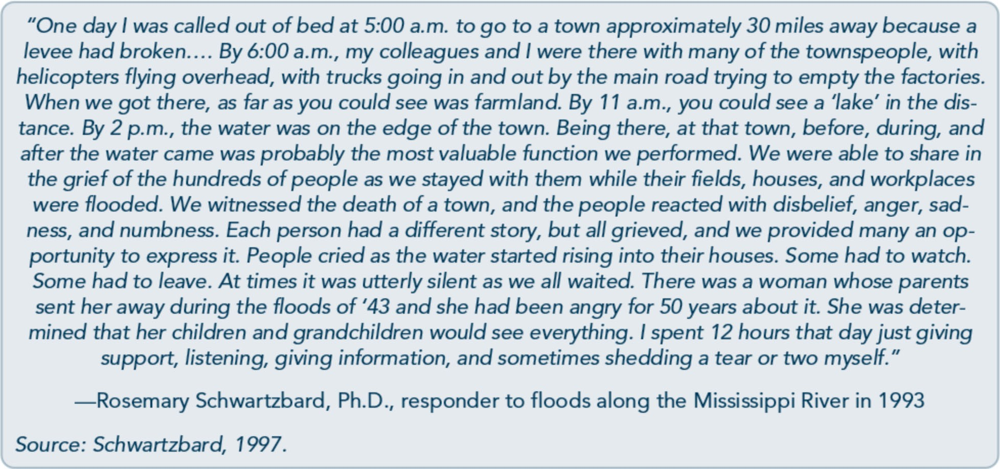 “One day I was called out of bed at 5:00 a.m. to go to a town approximately 30 miles away because a
levee had broken.... By 6:00 a.m., my colleagues and I were there with many of the townspeople, with
helicopters flying overhead, with trucks going in and out by the main road trying to empty the factories.
When we got there, as far as you could see was farmland. By 11 a.m., you could see a ‘lake’ in the dis-
tance. By 2 p.m., the water was on the edge of the town. Being there, at that town, before, during, and
after the water came was probably the most valuable function we performed. We were able to share in
the grief of the hundreds of people as we stayed with them while their fields, houses, and workplaces
were flooded. We witnessed the death of a town, and the people reacted with disbelief, anger, sad-
ness, and numbness. Each person had a different story, but all grieved, and we provided many an op-
portunity to express it. People cried as the water started rising into their houses. Some had to watch.
Some had to leave. At times it was utterly silent as we all waited. There was a woman whose parents
sent her away during the floods of ’43 and she had been angry for 50 years about it. She was deter-
mined that her children and grandchildren would see everything. I spent 12 hours that day just giving
support, listening, giving information, and sometimes shedding a tear or two myself.”
—Rosemary Schwartzbard, Ph.D., responder to floods along the Mississippi River in 1993
Source: Schwartzbard, 1997.